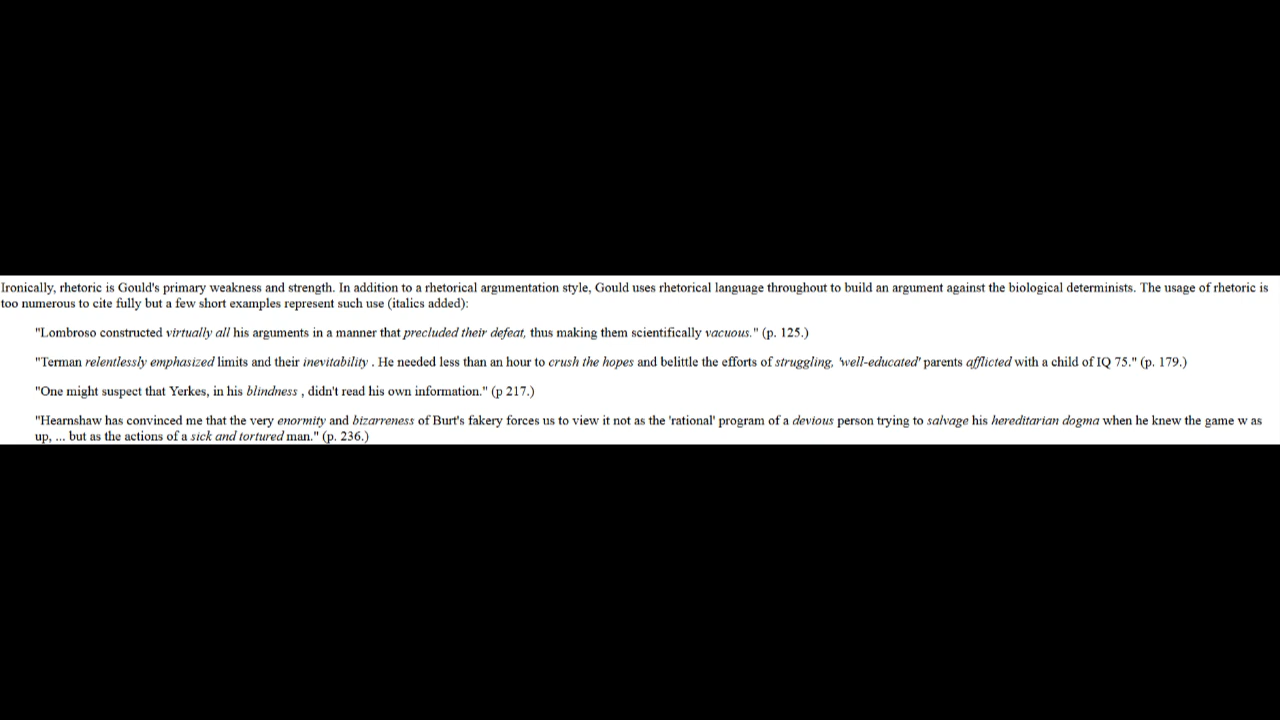 Ironically, rhetoric is Gould's primary weakness and strength. In addition to a rhetorical argumentation style, Gould uses rhetorical language throughout to build an argument against the biological determinists. The usage of rhetoric is
too numerous to cite fully but a few short examples represent such use (italics added):
"Lombroso constructed virtually all his arguments in a manner that precluded their defeat, thus making them scientifically vacuous." (p. 125.)
"Terman relentlessly emphasized limits and their inevitability . He needed less than an hour to crush the hopes and belittle the efforts of struggling, 'well-educated' parents afflicted with a child of IQ 75." (p. 179.)
"One might suspect that Yerkes, in his blindness , didn't read his own information." (p 217.)
"Hearnshaw has convinced me that the very enormity and bizarreness of Burt's fakery forces us to view it not as the 'rational' program of a devious person trying to salvage his hereditarian dogma when he knew the game w as
up, ... but as the actions of a sick and tortured man." (p. 236.)